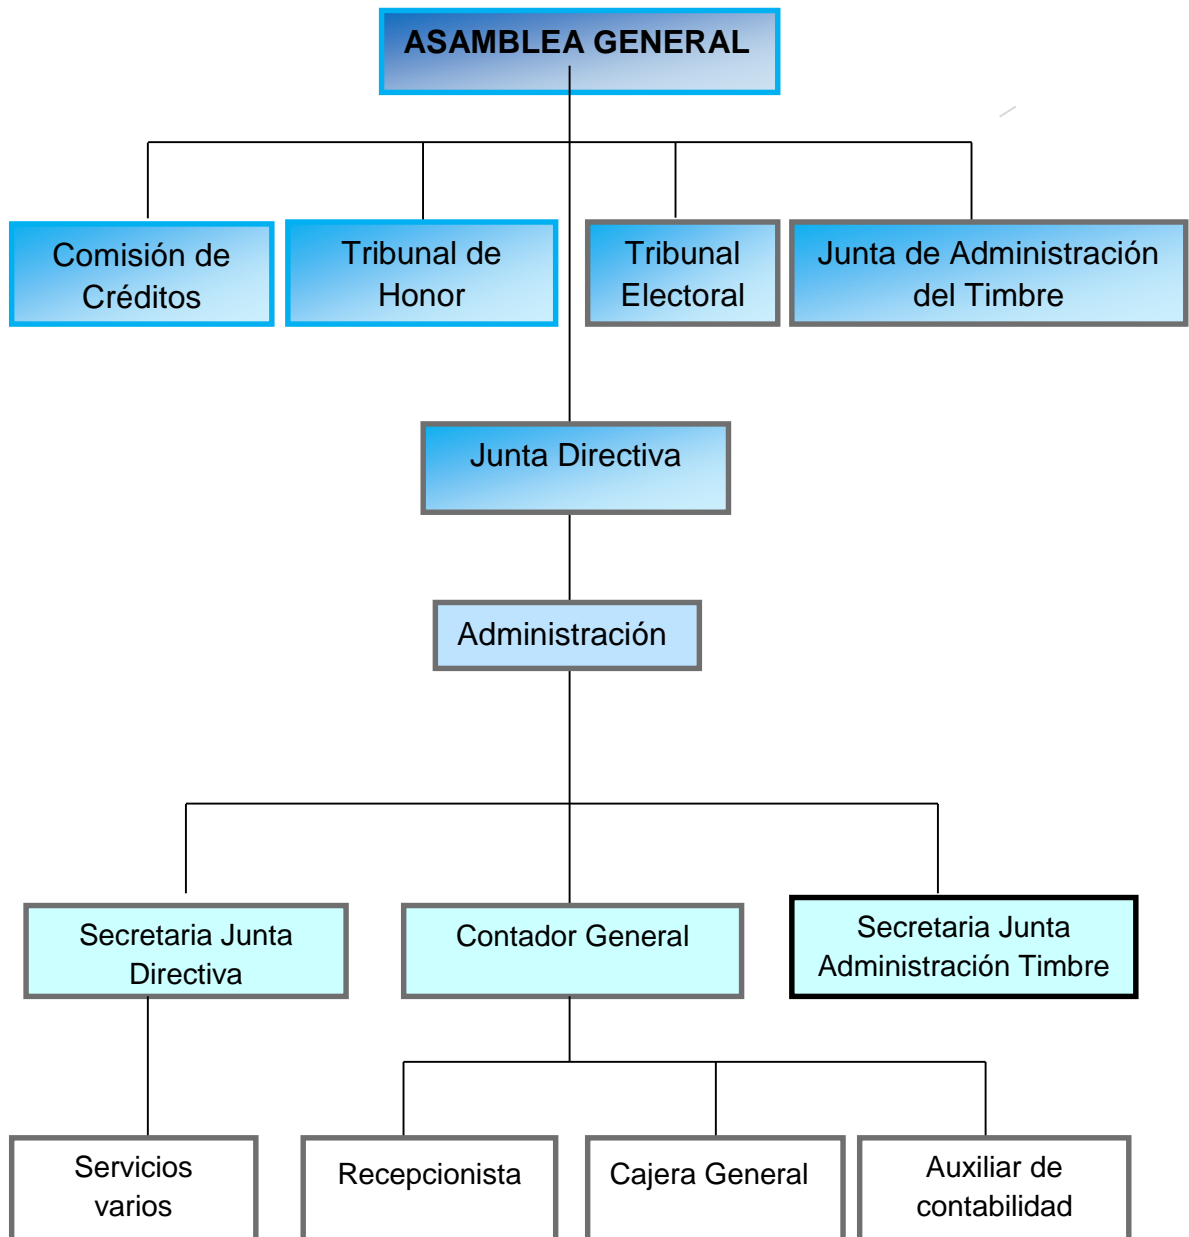 ASAMBLEA GENERAL
Comisión de
Créditos
Tribunal de
Honor
Tribunal
Electoral
Junta de Administración
del Timbre
Junta Directiva
Administración
Secretaria Junta
Directiva
Contador General
Secretaria Junta
Administración Timbre
Servicios
varios
Recepcionista
Cajera General
Auxiliar de
contabilidad